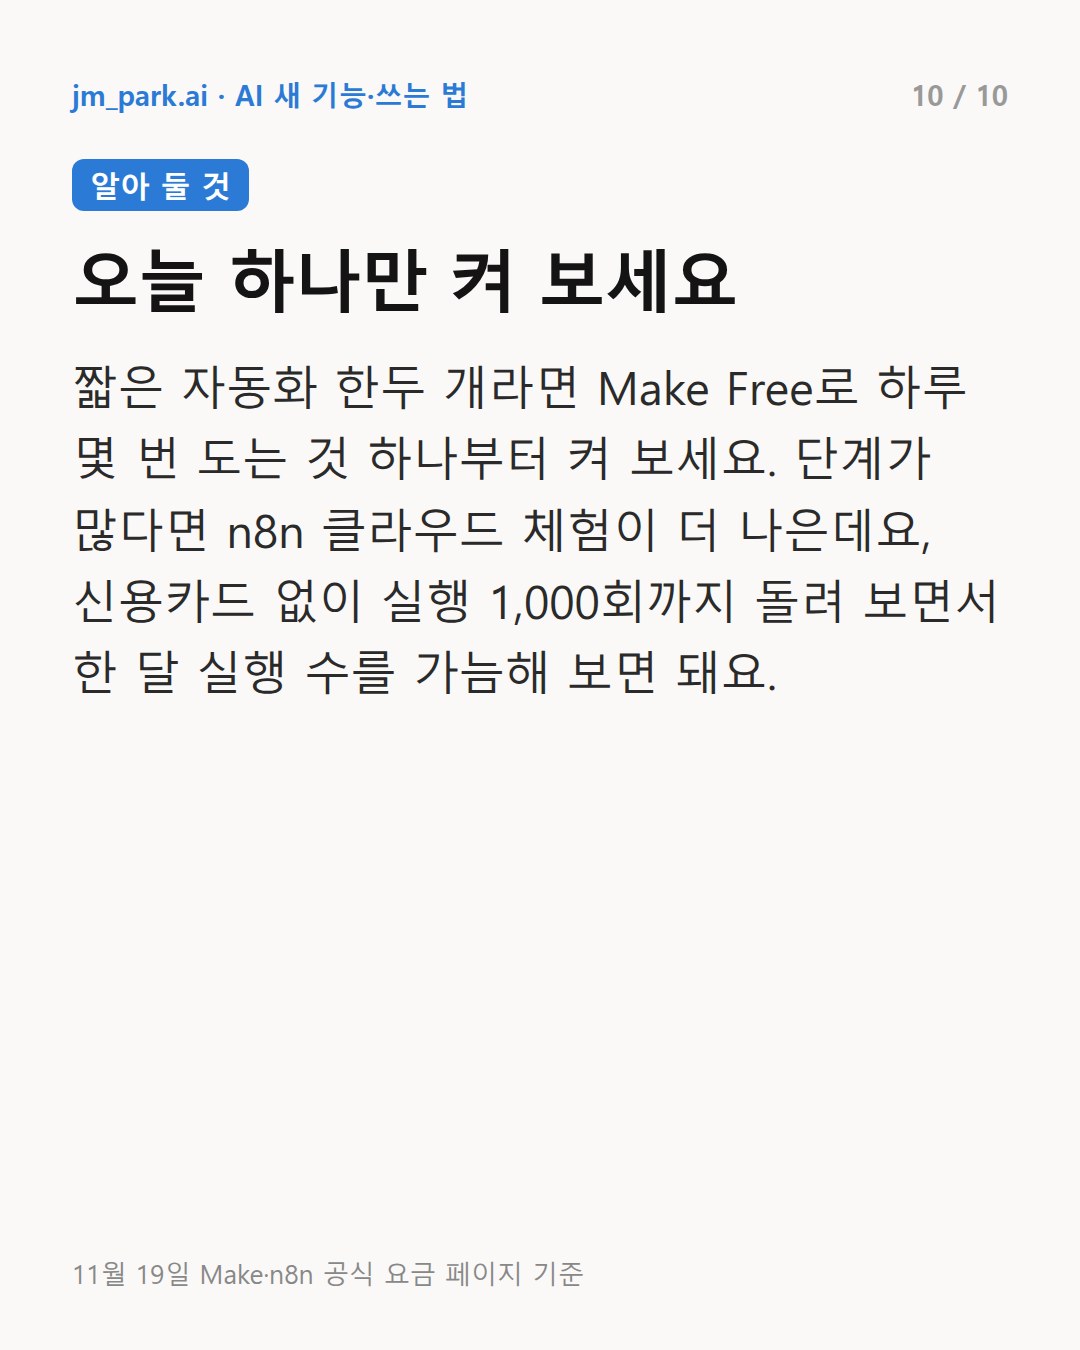 jm_park.ai · AI 새 기능·쓰는 법
10 / 10
알아 둘 것
오늘 하나만 켜 보세요
짧은 자동화 한두 개라면 Make Free로 하루
몇 번 도는 것 하나부터 켜 보세요. 단계가
많다면 n8n 클라우드 체험이 더 나은데요,
신용카드 없이 실행 1,000회까지 돌려 보면서
한 달 실행 수를 가늠해 보면 돼요.
11월 19일 Make·n8n 공식 요금 페이지 기준